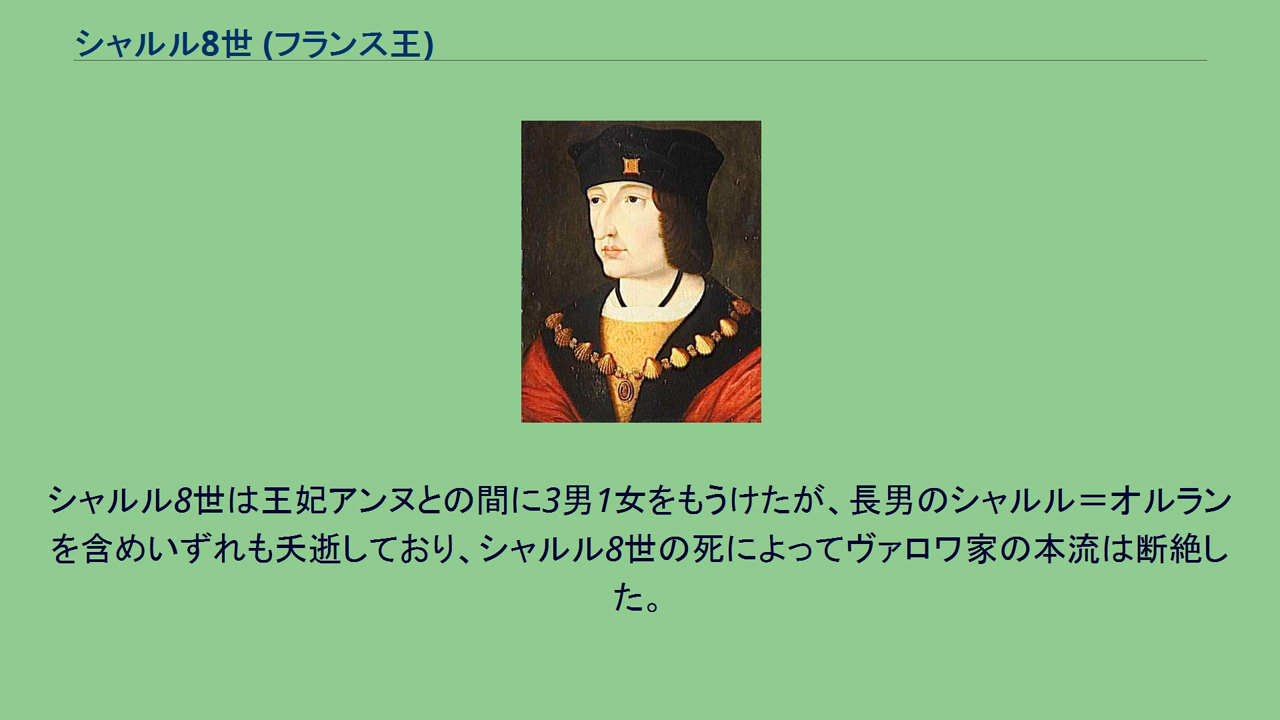 シャルル8世 (フランス王)
シャルル8世は王妃アンヌとの間に3男1女をもうけたが、長男のシャルル＝オルラン
を含めいずれも夭逝しており、シャルル8世の死によってヴァロワ家の本流は断絶し
た。